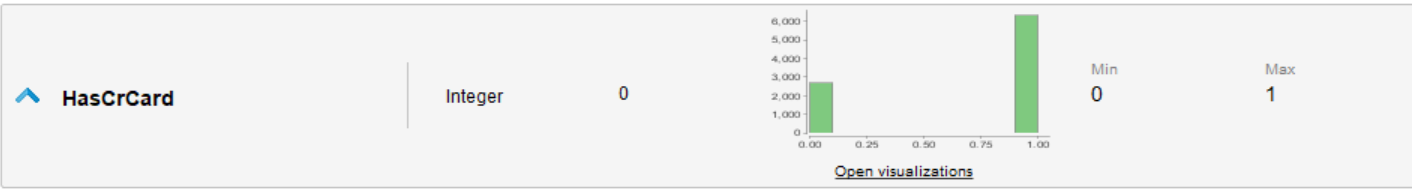 HasCrCard
Integer
0
6,000
5,000
4,000
3,000
2,000
1,000
0
0.00 0.25 0.50 0.75 1.00
Open visualizations
Min
0
Max
1